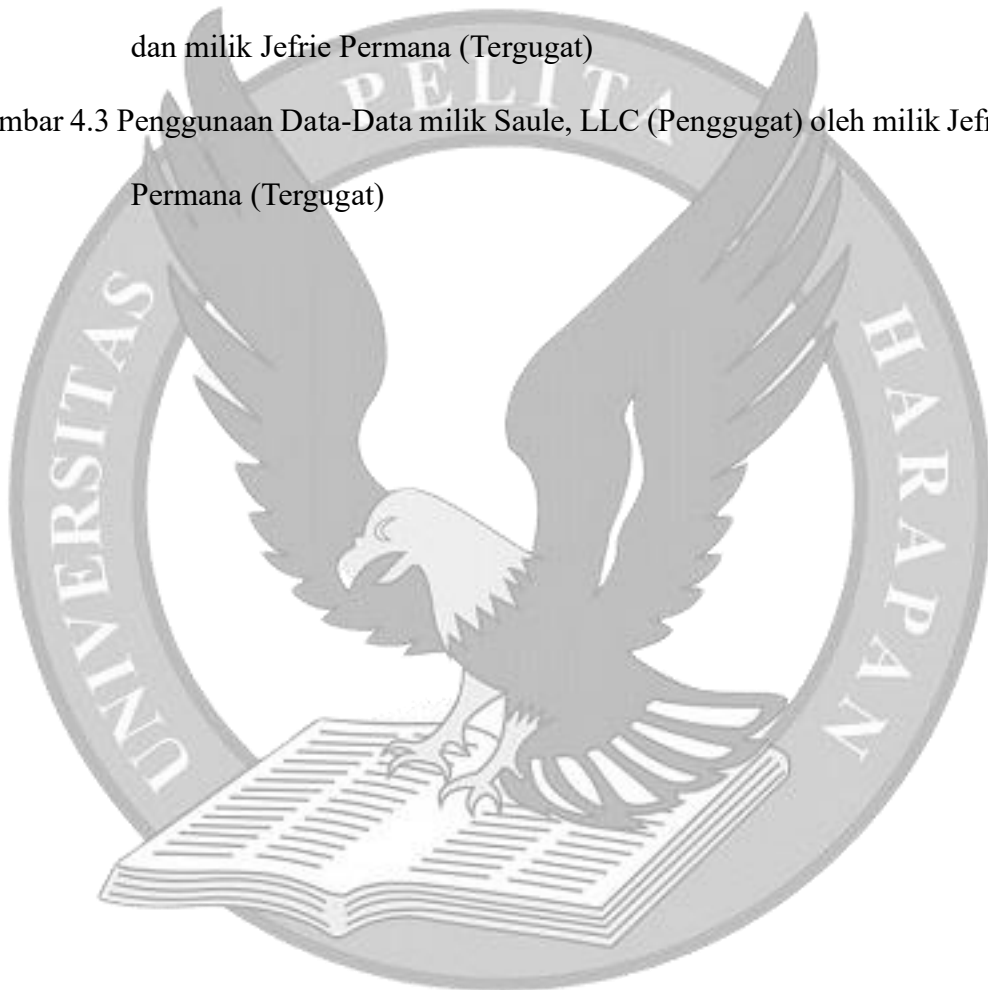 dan milik Jefrie Permana (Tergugat)
mbar 4.3 Penggunaan Data-Data milik Saule, LLC (Penggugat) oleh milik Jef
Permana (Tergugat)
UNIVERSITAS PELITA HARAPAN